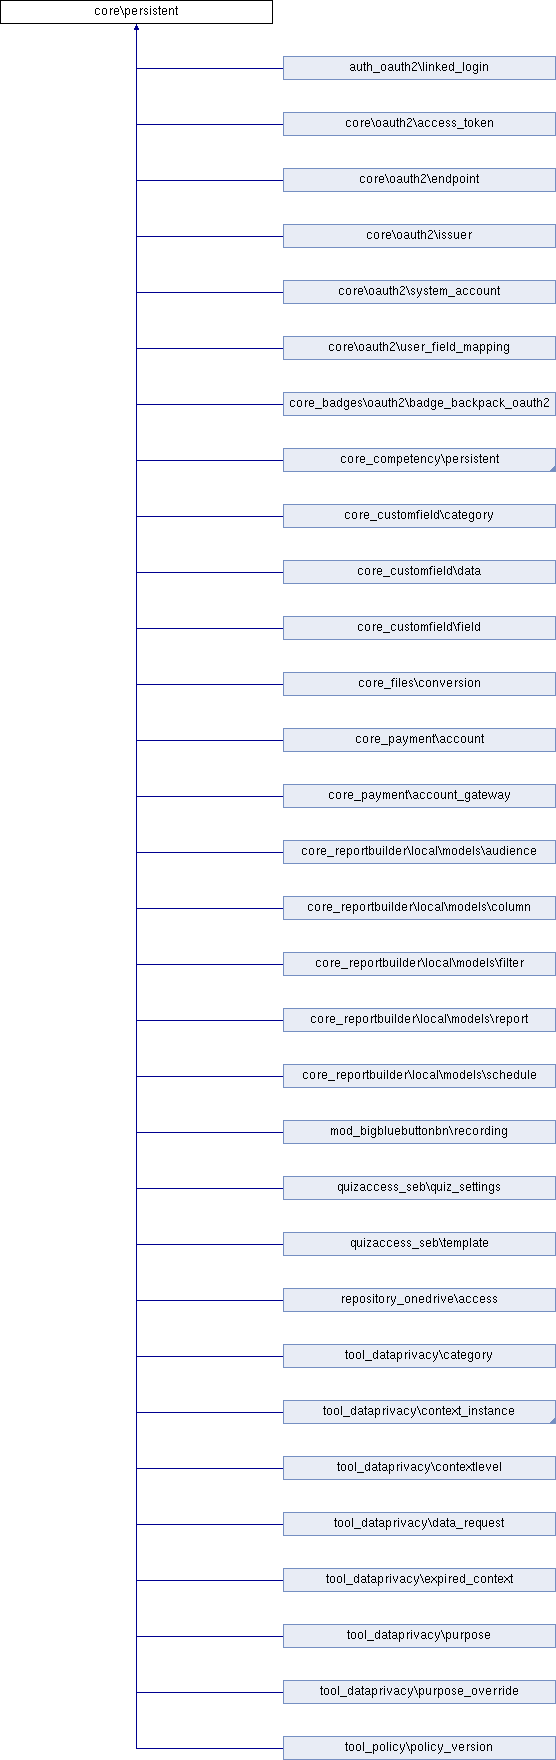 core\persistent
auth_oauth2\linked_login
core\oauth2\access_token
core\oauth2\endpoint
core\oauth2\issuer
core\oauth2\system_account
core\oauth2\user_field_mapping
core_badges\oauth2\badge_backpack_oauth2
core_competency\persistent
core_customfield\category
core_customfield\data
core_customfield\field
core_files\conversion
core_payment\account
core_payment\account_gateway
core_reportbuilder\local\models\audience
core_reportbuilder\local\models\column
core_reportbuilder\local\models\filter
core_reportbuilder\local\models\report
core_reportbuilder\local\models\schedule
mod_bigbluebuttonbn\recording
quizaccess_seb\quiz_settings
quizaccess_seb\template
repository_onedrive\access
tool_dataprivacy\category
tool_dataprivacy\context_instance
tool_dataprivacy\contextlevel
tool_dataprivacy\data_request
tool_dataprivacy\expired_context
tool_dataprivacy\purpose
tool_dataprivacy\purpose_override
tool_policy\policy_version